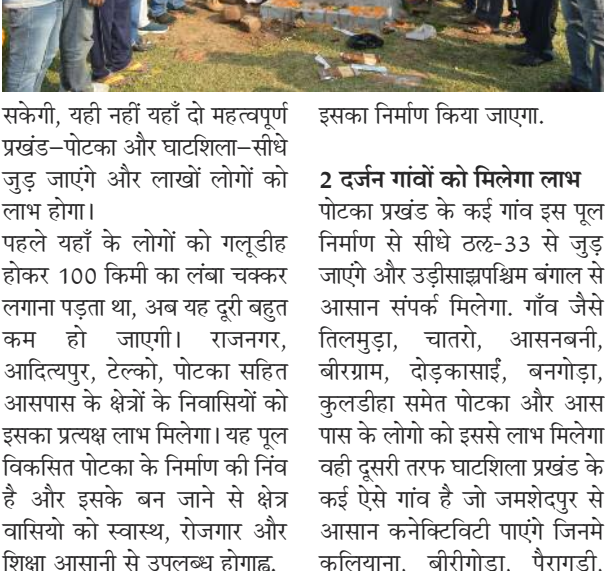 सकेगी, यही नहीं यहाँ दो महत्वपूर्ण
प्रखंड–पोटका और घाटशिला–सीधे
जुड़ जाएंगे और लाखों लोगों को
लाभ होगा।
पहले यहाँ के लोगों को गलूडीह
होकर 100 किमी का लंबा चक्कर
लगाना पड़ता था, अब यह दूरी बहुत
कम हो जाएगी। राजनगर,
आदित्यपुर, टेल्को, पोटका सहित
आसपास के क्षेत्रों के निवासियों को
इसका प्रत्यक्ष लाभ मिलेगा। यह पूल
विकसित पोटका के निर्माण की निंव
है और इसके बन जाने से क्षेत्र
वासियो को स्वास्थ, रोजगार और
शिक्षा आसानी से उपलब्ध होगाह्व.
इसका निर्माण किया जाएगा.
2 दर्जन गांवों को मिलेगा लाभ
पोटका प्रखंड के कई गांव इस पूल
निर्माण से सीधे ठऌ-33 से जुड़
जाएंगे और उड़ीसाझ्रपश्चिम बंगाल से
आसान संपर्क मिलेगा. गाँव जैसे
तिलमुड़ा, चातरो, आसनबनी,
बीरग्राम, दोड़कासाईं, बनगोड़ा,
कुलडीहा समेत पोटका और आस
पास के लोगो को इससे लाभ मिलेगा
वही दूसरी तरफ घाटशिला प्रखंड के
कई ऐसे गांव है जो जमशेदपुर से
आसान कनेक्टिविटी पाएंगे जिनमे
कलियाना, बीरीगोड़ा, पैरागुड़ी,